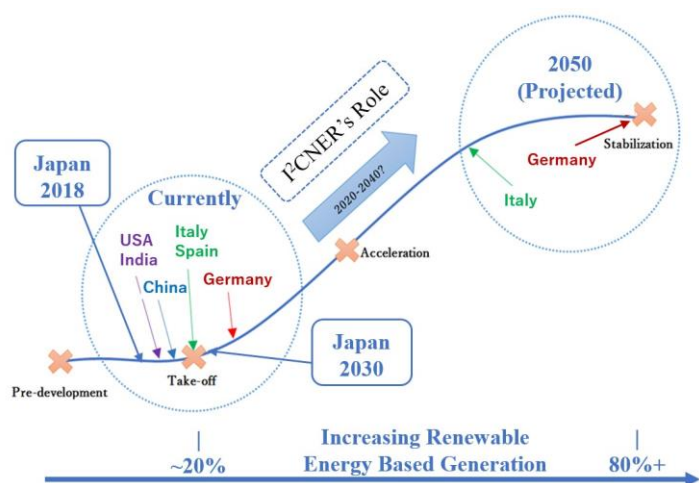 2050
(Projected)
I²CNER's Role
2020-2040?
Stabilization
Germany
Italy
Japan
2018
Currently
Italy
Spain
USA
India
China
Germany
Acceleration
Japan
2030
Take-off
Pre-development
Increasing Renewable
Energy Based Generation
~20%
80%+